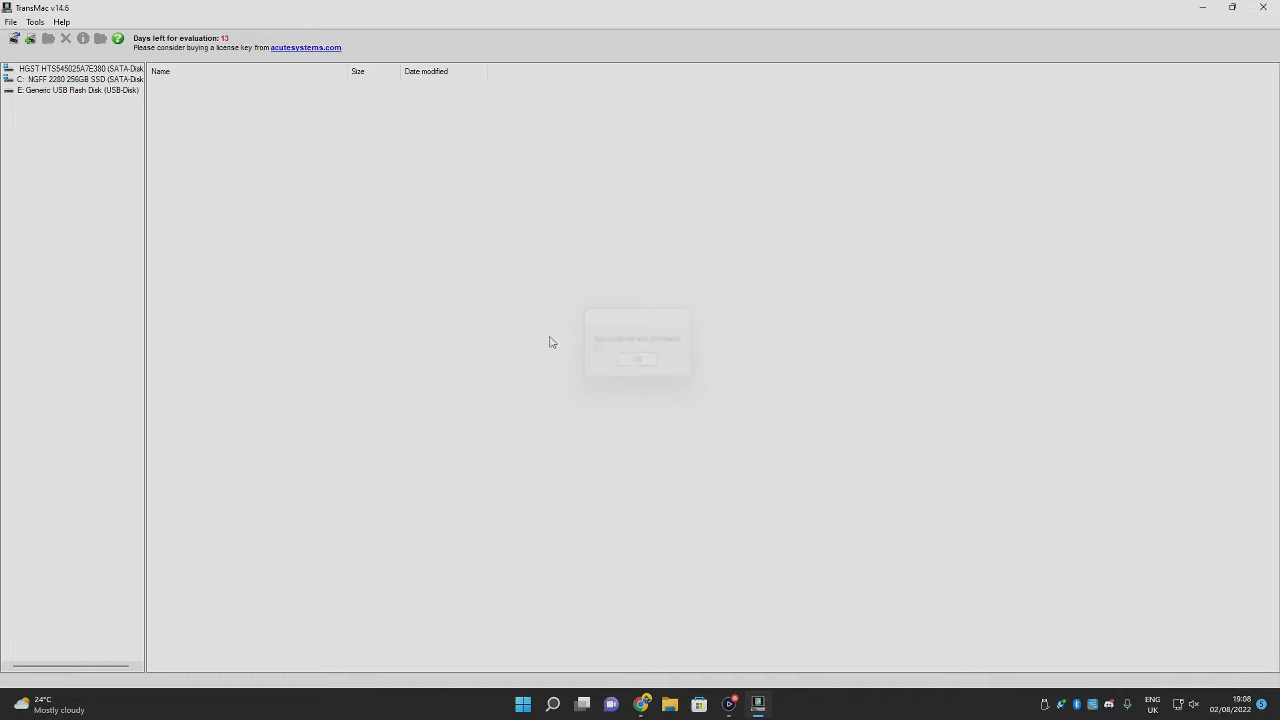 TransMac v14.6
File Tools Help
Days left for evaluation: 13
Please consider buying a license key from acutesystems.com
HGST HTS545025A7E380 (SATA-Disk
C: NGFF 2280 256GB SSD (SATA-Disk
E: Generic USB Flash Disk (USB-Disk)
Name Size Date modified
OK
24°C
Mostly cloudy
ENG
UK
19:08
02/08/2022
5